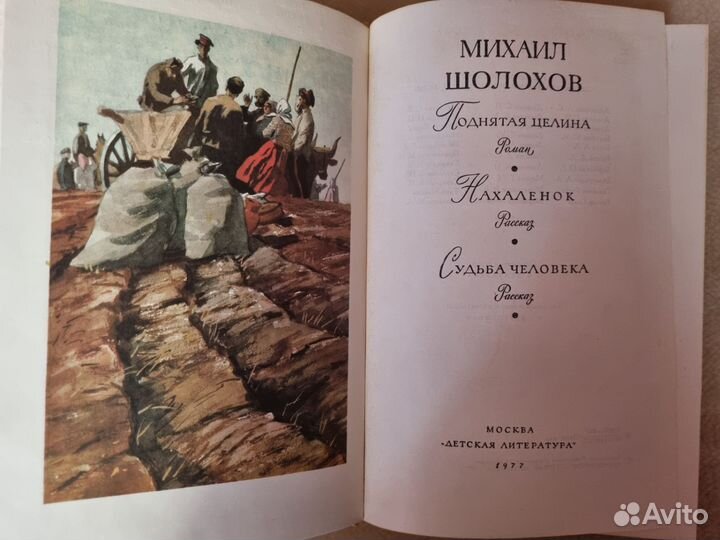 МИХАИЛ
ШОЛОХОВ
ПОДНЯТАЯ ЦЕЛИНА
Роман
НАХАЛЕНОК
Рассказ
СУДЬБА ЧЕЛОВЕКА
Рассказ
МОСКВА
"ДЕТСКАЯ ЛИТЕРАТУРА"
1977
Avito